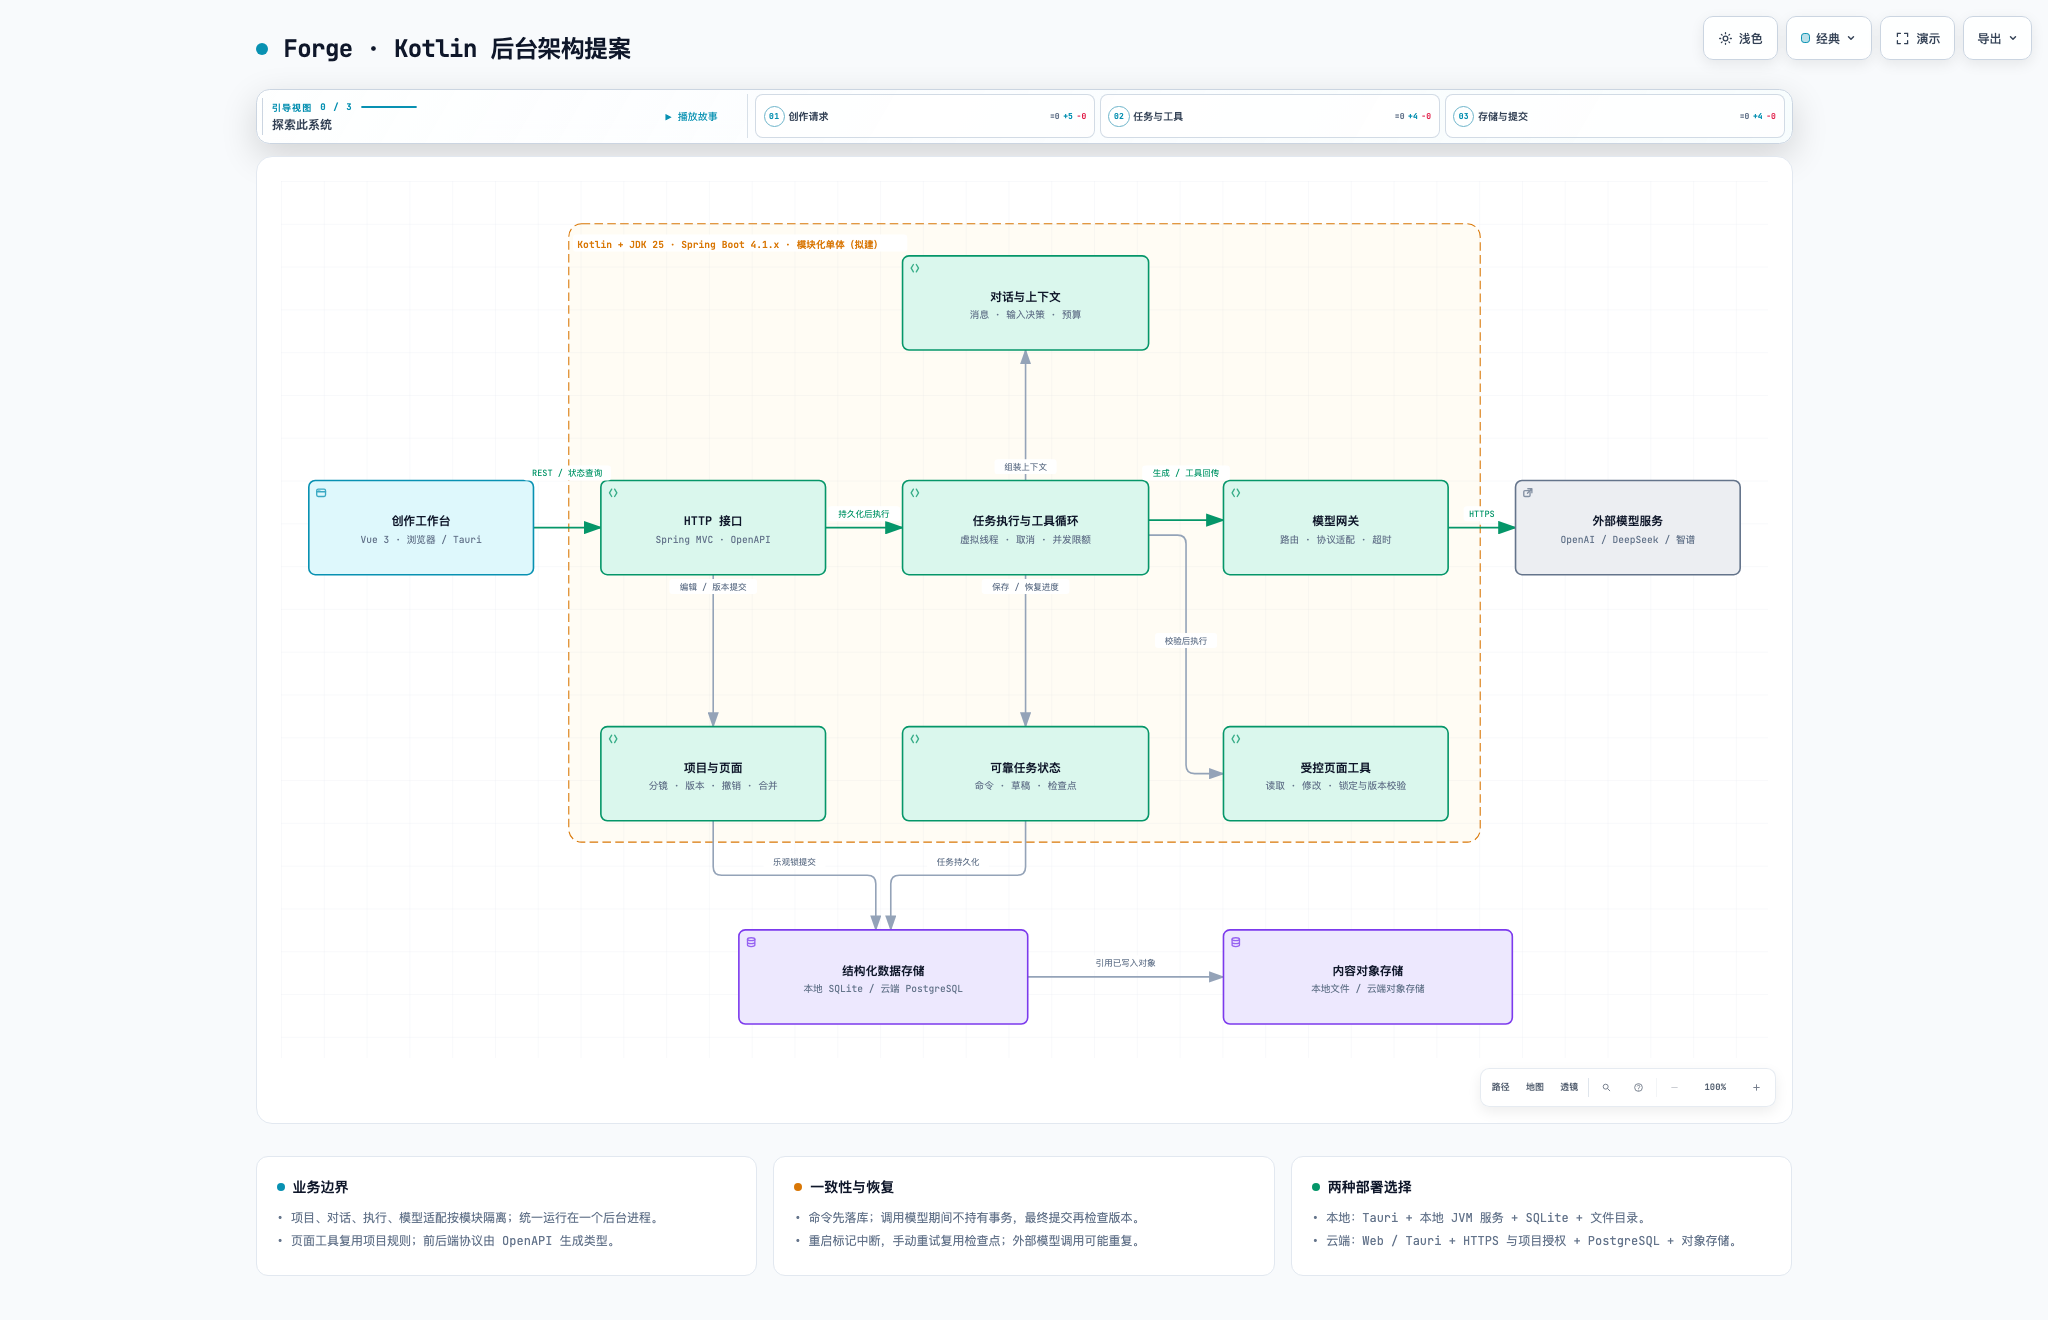 Forge · Kotlin 后台架构提案
浅色
经典
演示
导出
引导视图 0 / 3
探索此系统
▶ 播放故事
01 创作请求 =0 +5 -0
02 任务与工具 =0 +4 -0
03 存储与提交 =0 +4 -0
Kotlin + JDK 25 · Spring Boot 4.1.x · 模块化单体（拟建）
对话与上下文
消息 · 输入决策 · 预算
组装上下文
REST / 状态查询
生成 / 工具回传
创作工作台
Vue 3 · 浏览器 / Tauri
HTTP 接口
Spring MVC · OpenAPI
持久化后执行
任务执行与工具循环
虚拟线程 · 取消 · 并发限额
模型网关
路由 · 协议适配 · 超时
HTTPS
外部模型服务
OpenAI / DeepSeek / 智谱
编辑 / 版本提交
保存 / 恢复进度
校验后执行
项目与页面
分镜 · 版本 · 撤销 · 合并
可靠任务状态
命令 · 草稿 · 检查点
受控页面工具
读取 · 修改 · 锁定与版本校验
乐观锁提交
任务持久化
结构化数据存储
本地 SQLite / 云端 PostgreSQL
引用已写入对象
内容对象存储
本地文件 / 云端对象存储
路径
地图
透镜
100%
业务边界
• 项目、对话、执行、模型适配按模块隔离；统一运行在一个后台进程。
• 页面工具复用项目规则；前后端协议由 OpenAPI 生成类型。
一致性与恢复
• 命令先落库；调用模型期间不持有事务，最终提交再检查版本。
• 重启标记中断，手动重试复用检查点；外部模型调用可能重复。
两种部署选择
• 本地：Tauri + 本地 JVM 服务 + SQLite + 文件目录。
• 云端：Web / Tauri + HTTPS 与项目授权 + PostgreSQL + 对象存储。